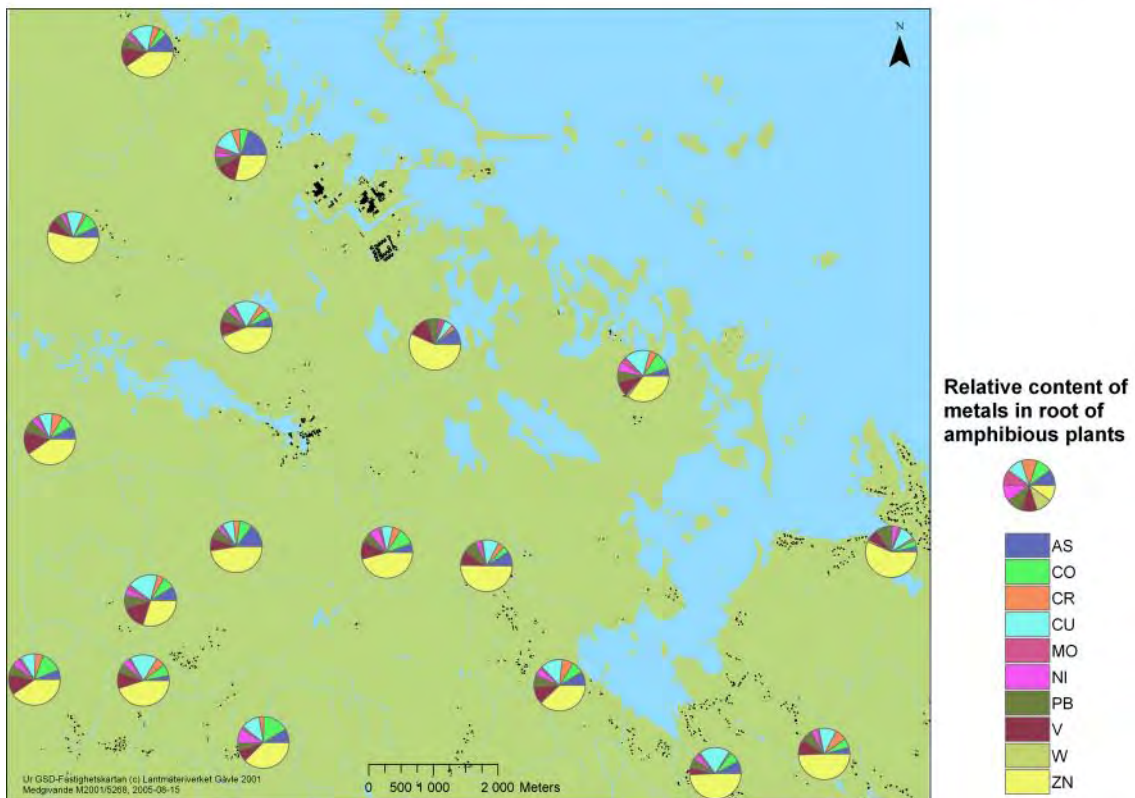 N
Relative content of
metals in root of
amphibious plants
AS
CO
CR
CU
MO
NI
PB
V
W
ZN
0 500 1 000 2 000 Meters
Ur GSD-Fastighetskartan (c) Lantmäteriverket Gävle 2001
Medgivande M2001/5268, 2005-08-15